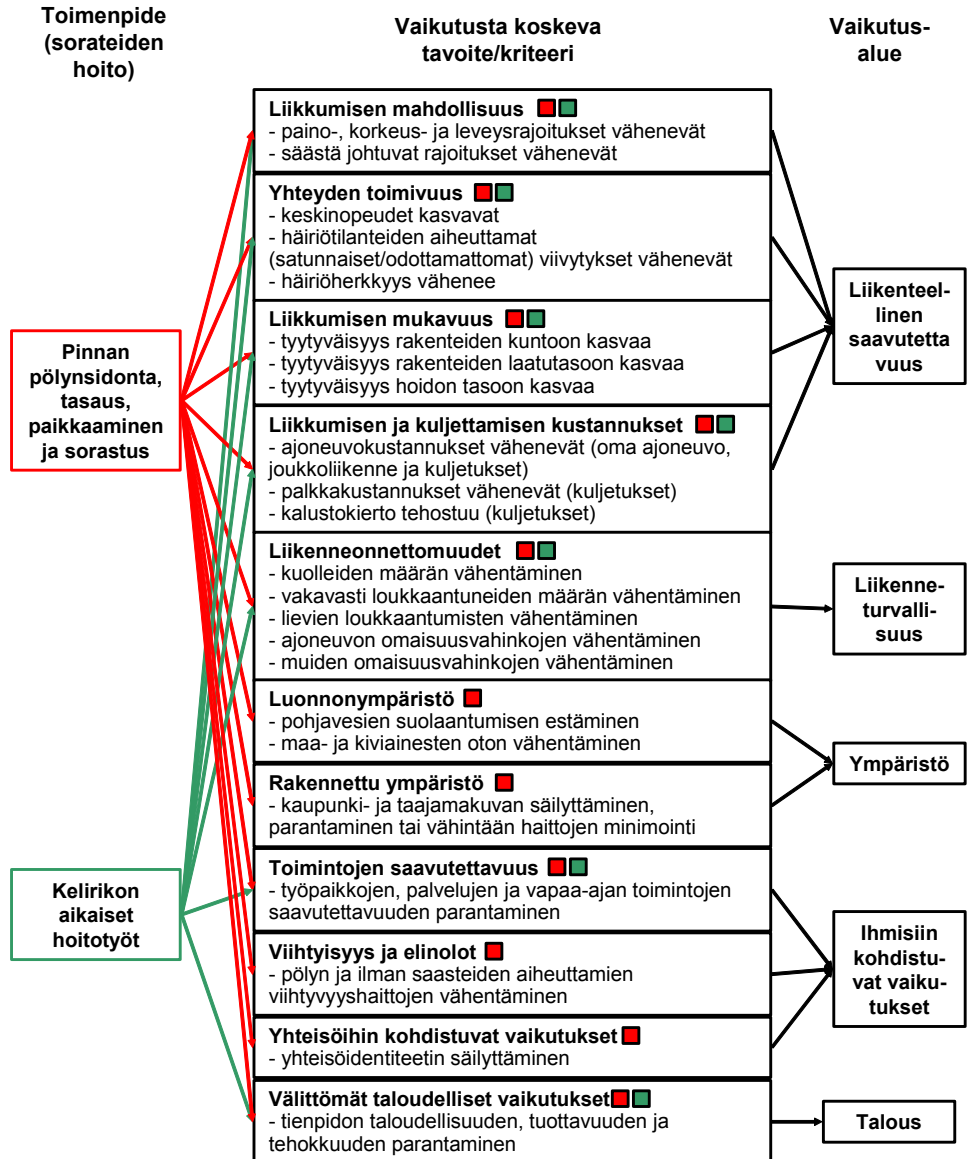 Toimenpide
(sorateiden
hoito)
Vaikutusta koskeva
tavoite/kriteeri
Vaikutus-
alue
Pinnan
pölynsidonta,
tasaus,
paikkaaminen
ja sorastus
Kelirikon
aikaiset
hoitotyöt
Liikkumisen mahdollisuus
- paino-, korkeus- ja leveysrajoitukset vähenevät
- säästä johtuvat rajoitukset vähenevät
Yhteyden toimivuus
- keskinopeudet kasvavat
- häiriötilanteiden aiheuttamat
(satunnaiset/odottamattomat) viivytykset vähenevät
- häiriöherkkyys vähenee
Liikkumisen mukavuus
- tyytyväisyys rakenteiden kuntoon kasvaa
- tyytyväisyys rakenteiden laatutasoon kasvaa
- tyytyväisyys hoidon tasoon kasvaa
Liikkumisen ja kuljettamisen kustannukset
- ajoneuvokustannukset vähenevät (oma ajoneuvo,
joukkoliikenne ja kuljetukset)
- palkkakustannukset vähenevät (kuljetukset)
- kalustokierto tehostuu (kuljetukset)
Liikenneonnettomuudet
- kuolleiden määrän vähentäminen
- vakavasti loukkaantuneiden määrän vähentäminen
- lievien loukkaantumisten vähentäminen
- ajoneuvon omaisuusvahinkojen vähentäminen
- muiden omaisuusvahinkojen vähentäminen
Luonnonympäristö
- pohjavesien suolaantumisen estäminen
- maa- ja kiviainesten oton vähentäminen
Rakennettu ympäristö
- kaupunki- ja taajamakuvan säilyttäminen,
parantaminen tai vähintään haittojen minimointi
Toimintojen saavutettavuus
- työpaikkojen, palvelujen ja vapaa-ajan toimintojen
saavutettavuuden parantaminen
Viihtyisyys ja elinolot
- pölyn ja ilman saasteiden aiheuttamien
viihtyvyyshaittojen vähentäminen
Yhteisöihin kohdistuvat vaikutukset
- yhteisöidentiteetin säilyttäminen
Välittömät taloudelliset vaikutukset
- tienpidon taloudellisuuden, tuottavuuden ja
tehokkuuden parantaminen
Liikenteel-
linen
saavutetta
vuus
Liikenne-
turvalli-
suus
Ympäristö
Ihmisiin
kohdistu-
vat vaiku-
tukset
Talous